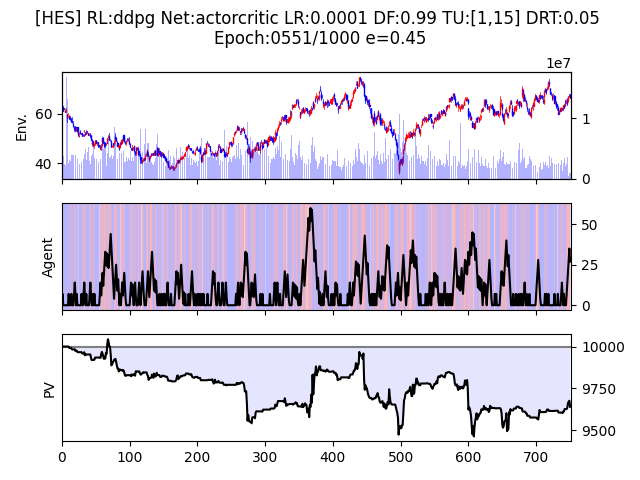 [HES] RL:ddpg Net:actorcritic LR:0.0001 DF:0.99 TU:[1,15] DRT:0.05
Epoch:0551/1000 e=0.45
1e7
Env.
60
40
1
0
Agent
50
25
0
PV
10000
9750
9500
0 100 200 300 400 500 600 700